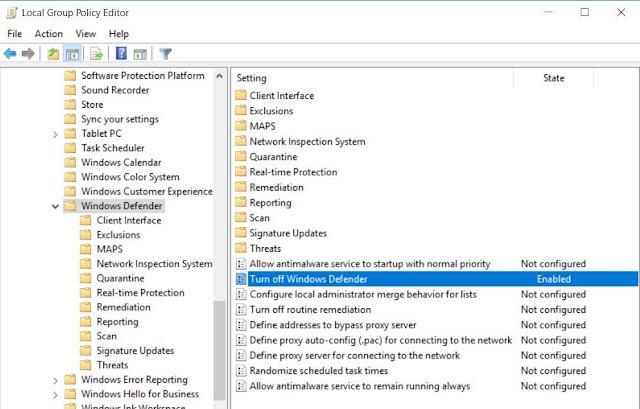 Local Group Policy Editor
File Action View Help
Software Protection Platform
Sound Recorder
Store
Sync your settings
Tablet PC
Task Scheduler
Windows Calendar
Windows Color System
Windows Customer Experience
Windows Defender
Client Interface
Exclusions
MAPS
Network Inspection System
Quarantine
Real-time Protection
Remediation
Reporting
Scan
Signature Updates
Threats
Windows Error Reporting
Windows Hello for Business
Windows Ink Workspace
Setting State
Client Interface
Exclusions
MAPS
Network Inspection System
Quarantine
Real-time Protection
Remediation
Reporting
Scan
Signature Updates
Threats
Allow antimalware service to startup with normal priority Not configured
Turn off Windows Defender Enabled
Configure local administrator merge behavior for lists Not configured
Turn off routine remediation Not configured
Define addresses to bypass proxy server Not configured
Define proxy auto-config (.pac) for connecting to the network Not configured
Define proxy server for connecting to the network Not configured
Randomize scheduled task times Not configured
Allow antimalware service to remain running always Not configured